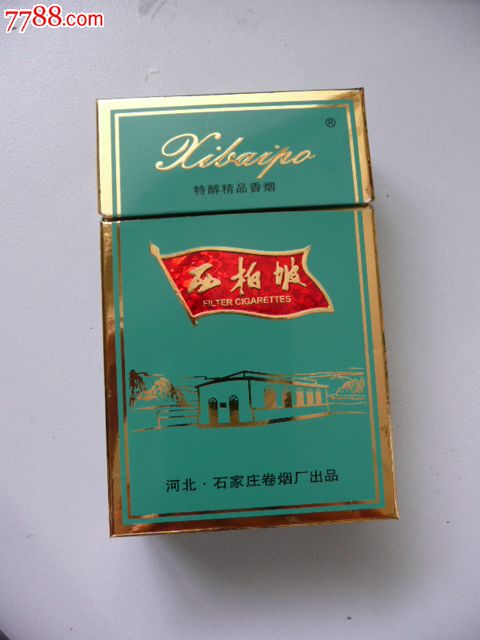 7788.com
Xibaipo
®
特醇精品香烟
西柏坡
FILTER CIGARETTES
河北·石家庄卷烟厂出品